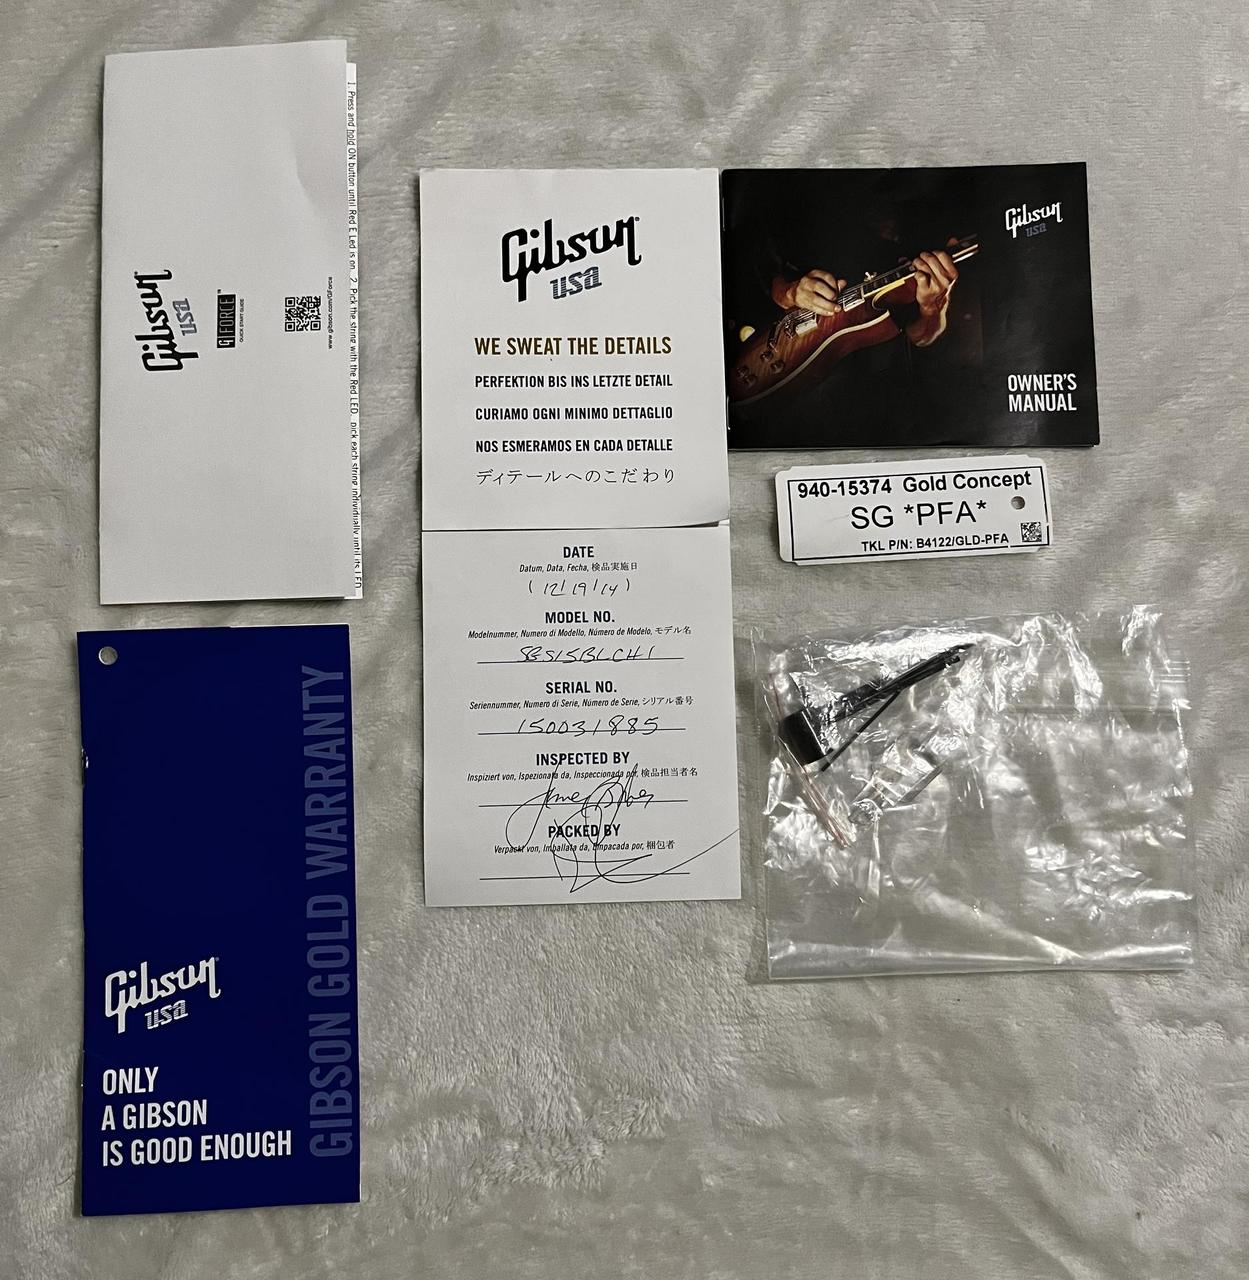 Gibson
usa
G FORCE™
QUICK START GUIDE
www.gibson.com/GForce
1. Press and hold ON button until Red E Led is on. 2. Pick the string with the Red LED. pick each string individually until its LED
Gibson
usa
WE SWEAT THE DETAILS
PERFEKTION BIS INS LETZTE DETAIL
CURIAMO OGNI MINIMO DETTAGLIO
NOS ESMERAMOS EN CADA DETALLE
ディテールへのこだわり
DATE
Datum, Data, Fecha, 検品実施日
(12/19/14)
MODEL NO.
Modelnummer, Numero di Modello, Número de Modelo, モデル名
SGS15BLCH1
SERIAL NO.
Seriennummer, Numero di Serie, Número de Serie, シリアル番号
150031885
INSPECTED BY
Inspiziert von, Ispezionata da, Inspeccionada por, 検品担当者名
PACKED BY
Verpackt von, Imballata da, Empacada por, 梱包者
Gibson
usa
OWNER'S
MANUAL
940-15374 Gold Concept
SG *PFA*
TKL P/N: B4122/GLD-PFA
GIBSON GOLD WARRANTY
Gibson
usa
ONLY
A GIBSON
IS GOOD ENOUGH